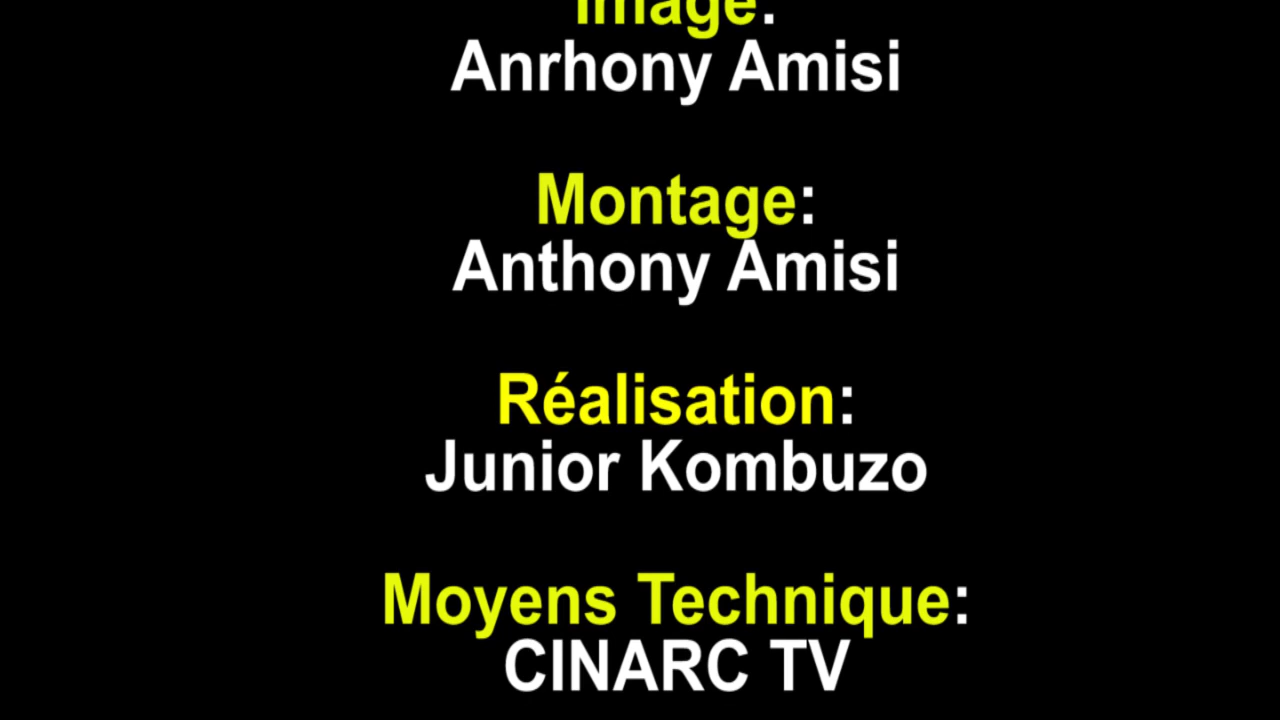 Image:
Anrhony Amisi
Montage:
Anthony Amisi
Réalisation:
Junior Kombuzo
Moyens Technique:
CINARC TV